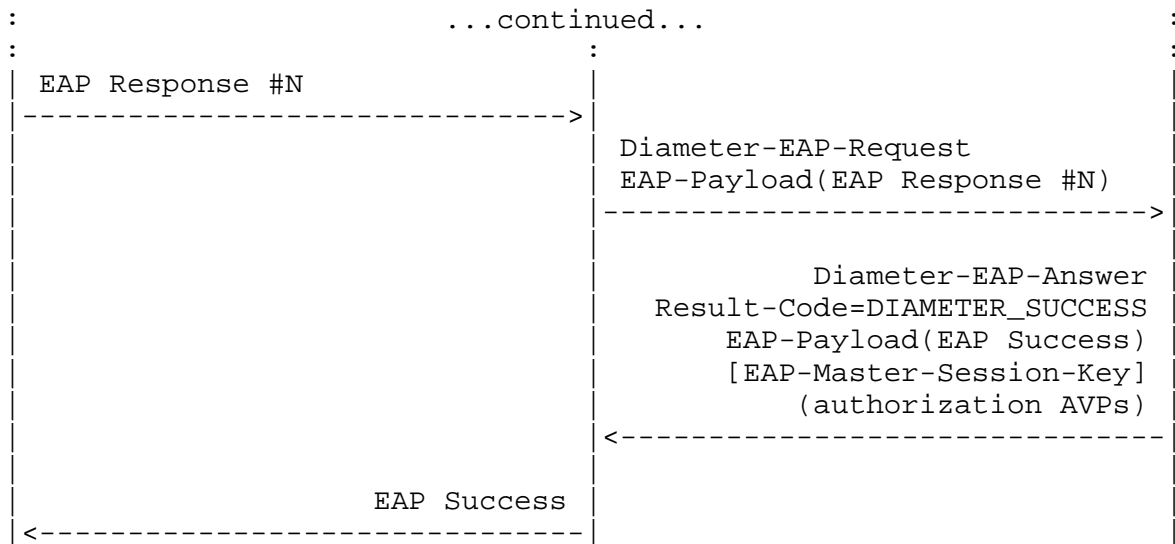 ...continued...
EAP Response #N
Diameter-EAP-Request
EAP-Payload(EAP Response #N)
Diameter-EAP-Answer
Result-Code=DIAMETER_SUCCESS
EAP-Payload(EAP Success)
[EAP-Master-Session-Key]
(authorization AVPs)
EAP Success